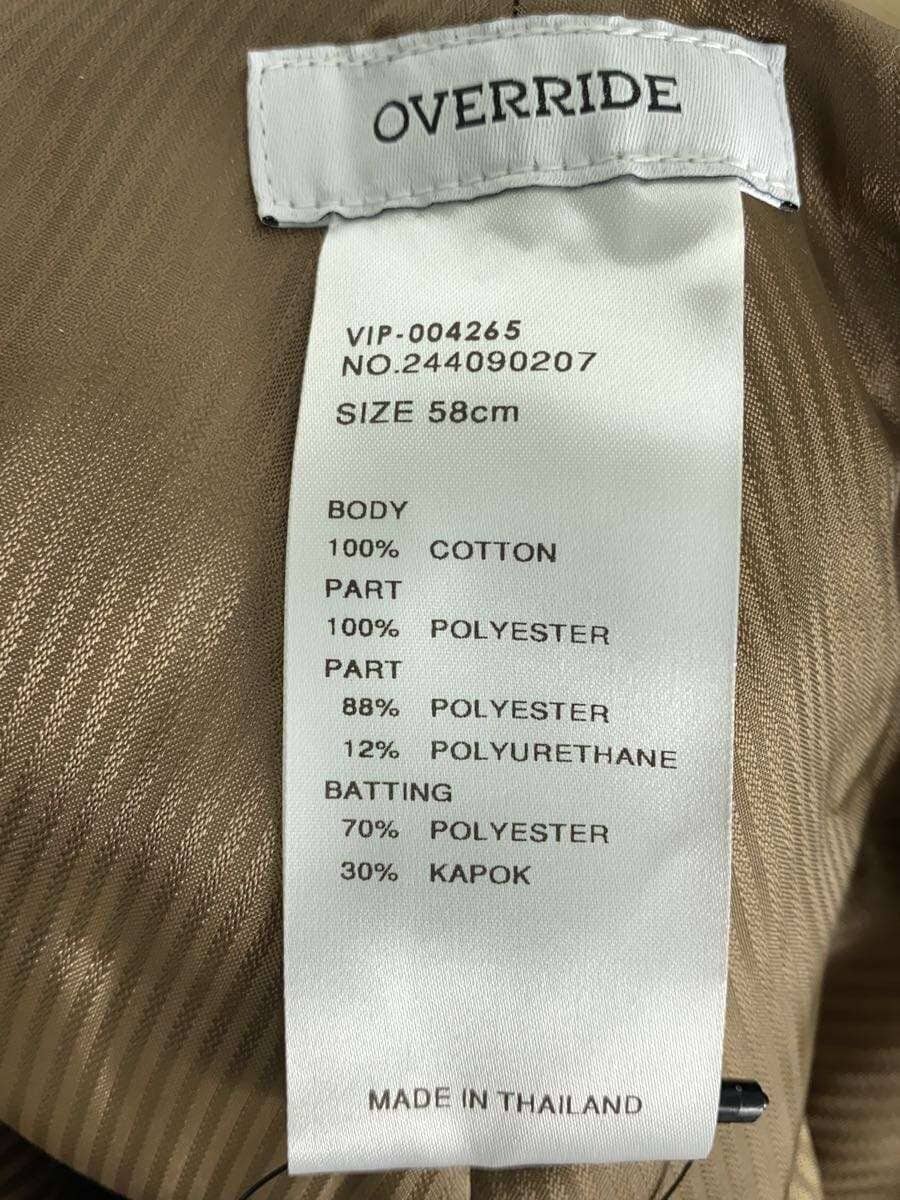 OVERRIDE
VIP-004265
NO.244090207
SIZE 58cm
BODY
100% COTTON
PART
100% POLYESTER
PART
88% POLYESTER
12% POLYURETHANE
BATTING
70% POLYESTER
30% KAPOK
MADE IN THAILAND